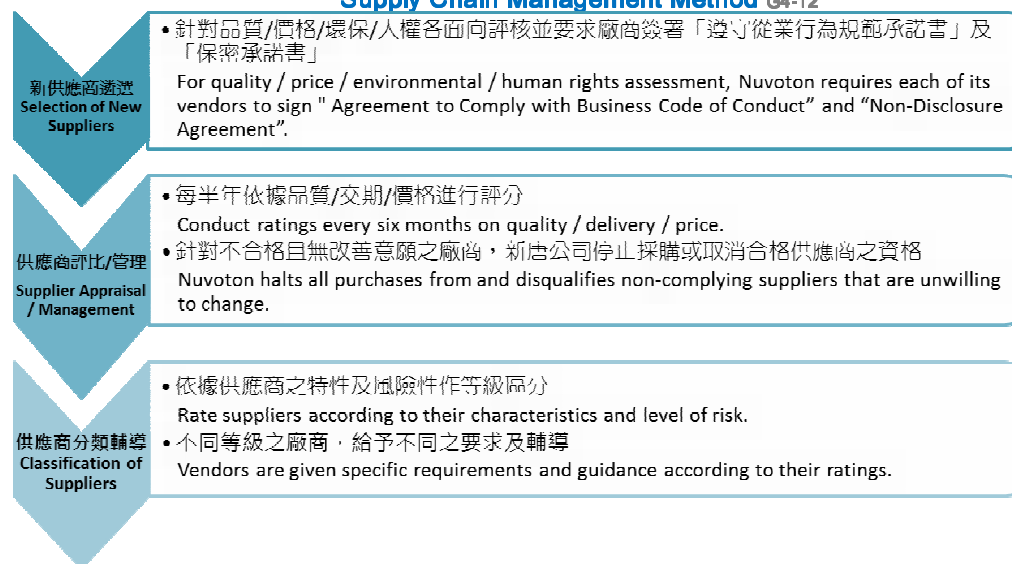 Supply Chain Management Method G4-12
新供應商遴選
Selection of New
Suppliers
• 針對品質/價格/環保/人權各面向評核並要求廠商簽署「遵守從業行為規範承諾書」及
「保密承諾書」
For quality / price / environmental / human rights assessment, Nuvoton requires each of its
vendors to sign " Agreement to Comply with Business Code of Conduct” and “Non-Disclosure
Agreement”.
供應商評比/管理
Supplier Appraisal
/ Management
• 每半年依據品質/交期/價格進行評分
Conduct ratings every six months on quality / delivery / price.
• 針對不合格且無改善意願之廠商，新唐公司停止採購或取消合格供應商之資格
Nuvoton halts all purchases from and disqualifies non-complying suppliers that are unwilling
to change.
供應商分類輔導
Classification of
Suppliers
• 依據供應商之特性及風險性作等級區分
Rate suppliers according to their characteristics and level of risk.
• 不同等級之廠商，給予不同之要求及輔導
Vendors are given specific requirements and guidance according to their ratings.